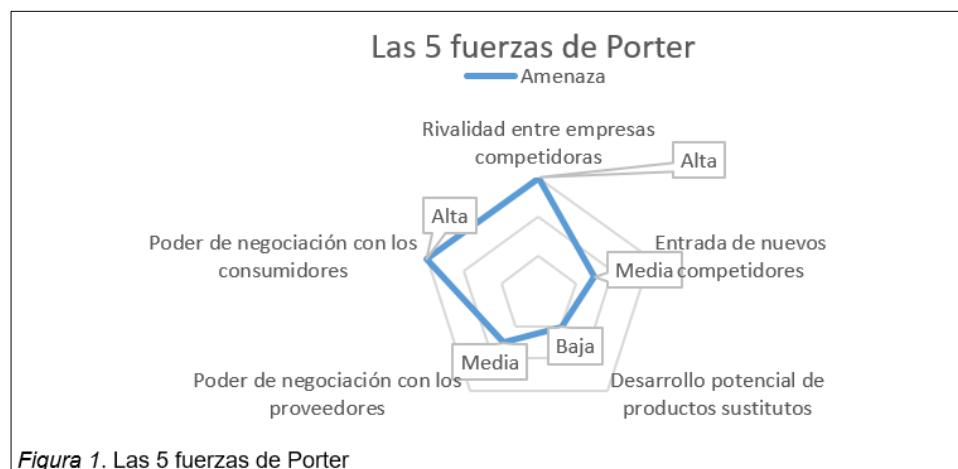 Las 5 fuerzas de Porter
Amenaza
Rivalidad entre empresas
competidoras
Alta
Alta
Poder de negociación con los
consumidores
Entrada de nuevos
competidores
Media
Media
Baja
Poder de negociación con los
proveedores
Desarrollo potencial de
productos sustitutos
Figura 1. Las 5 fuerzas de Porter